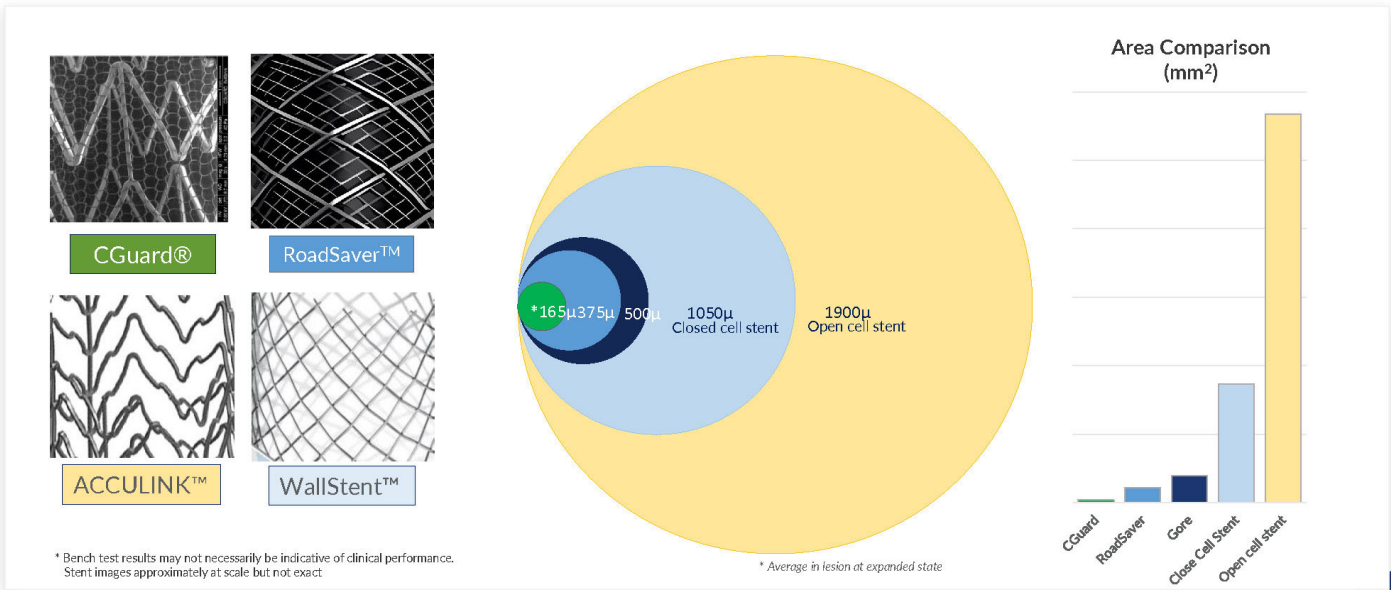 CGuard®
RoadSaver™
ACCULINK™
WallStent™
* Bench test results may not necessarily be indicative of clinical performance.
Stent images approximately at scale but not exact
*165µ
375µ
500µ
1050µ
Closed cell stent
1900µ
Open cell stent
* Average in lesion at expanded state
Area Comparison
(mm²)
CGuard
RoadSaver
Gore
Close Cell Stent
Open cell stent